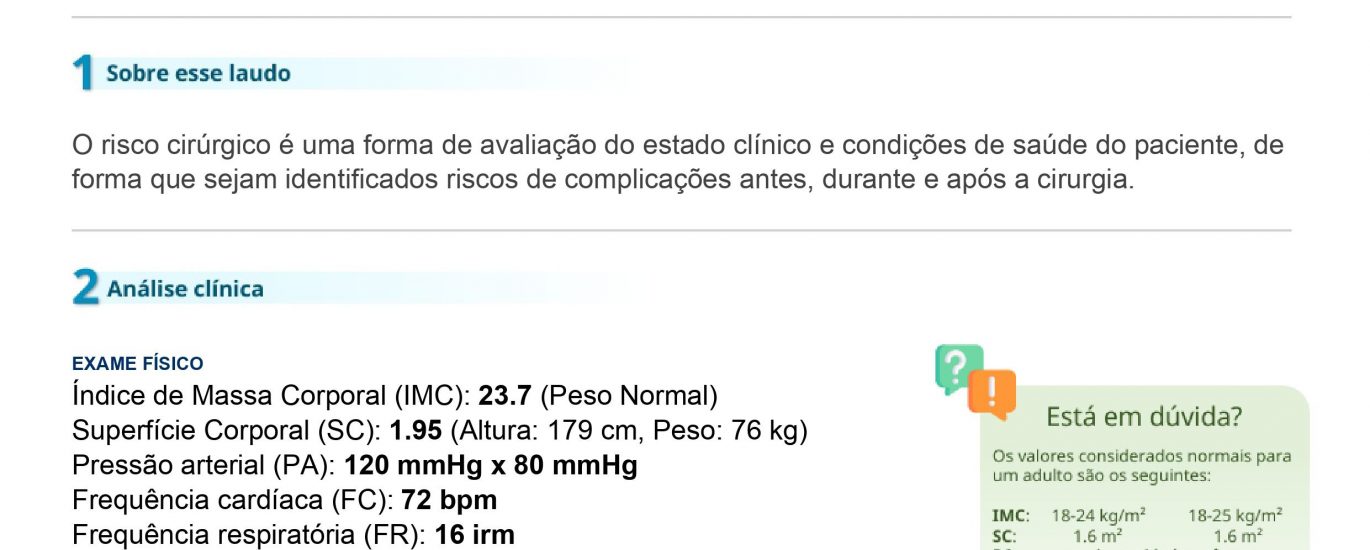 1 Sobre esse laudo
O risco cirúrgico é uma forma de avaliação do estado clínico e condições de saúde do paciente, de
forma que sejam identificados riscos de complicações antes, durante e após a cirurgia.
2 Análise clínica
EXAME FÍSICO
Índice de Massa Corporal (IMC): 23.7 (Peso Normal)
Superfície Corporal (SC): 1.95 (Altura: 179 cm, Peso: 76 kg)
Pressão arterial (PA): 120 mmHg x 80 mmHg
Frequência cardíaca (FC): 72 bpm
Frequência respiratória (FR): 16 irm
? !
Está em dúvida?
Os valores considerados normais para
um adulto são os seguintes:
IMC: 18-24 kg/m² 18-25 kg/m²
SC: 1.6 m² 1.6 m²